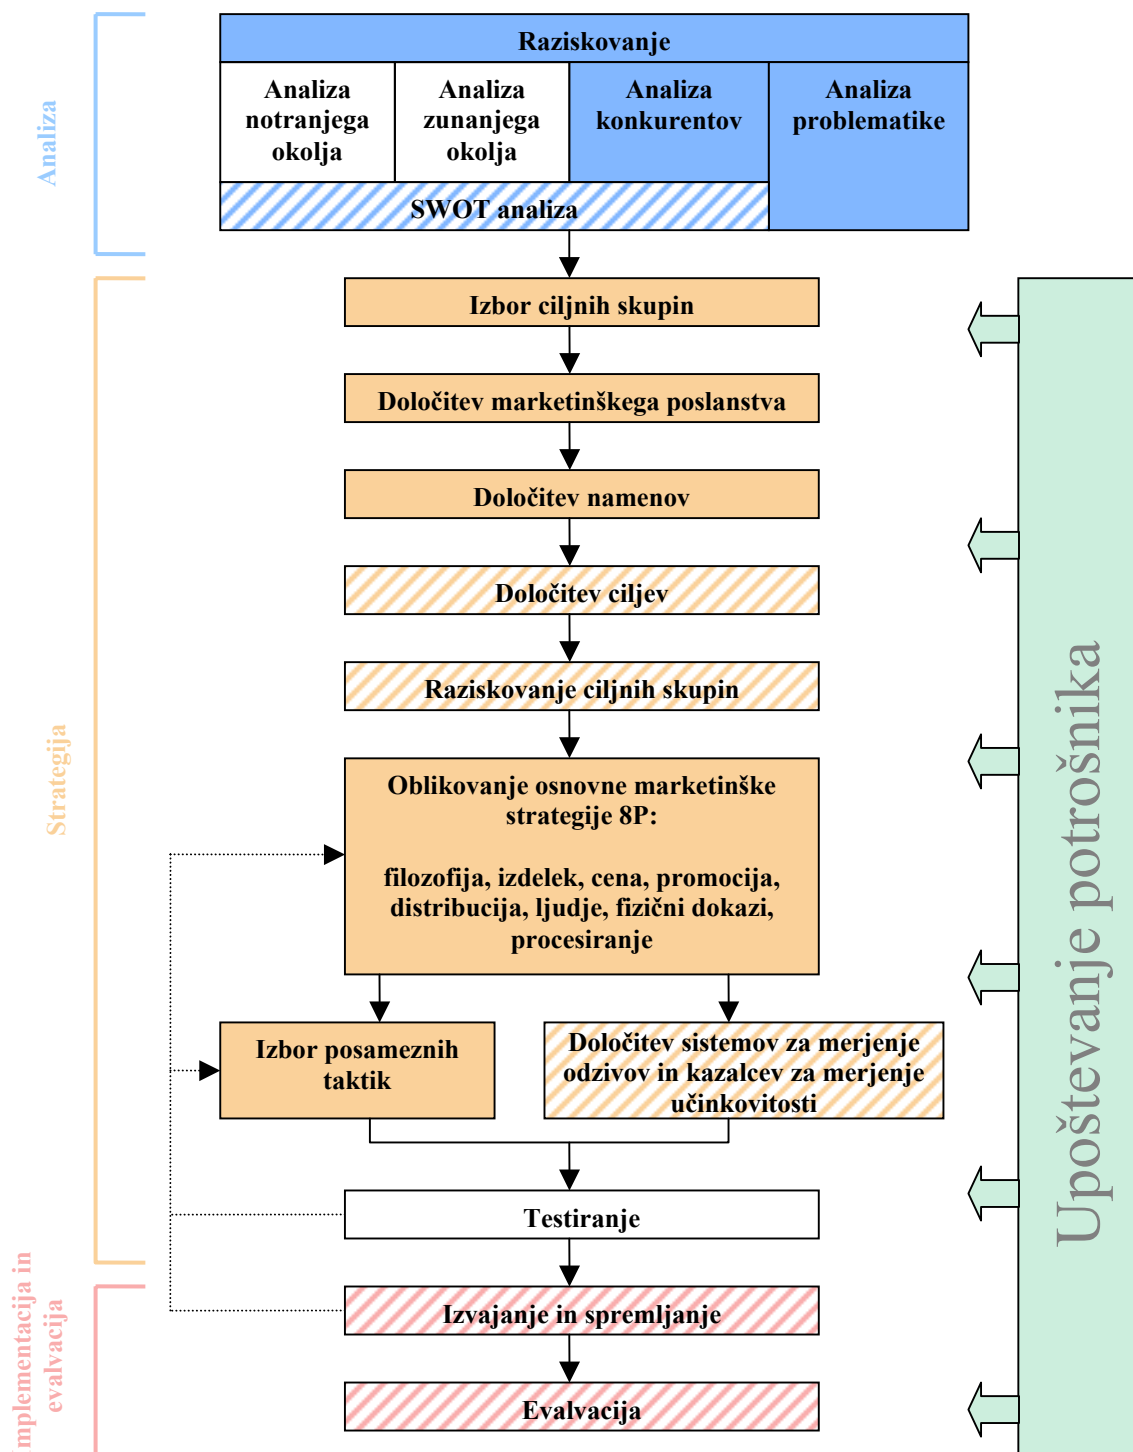 Analiza
Raziskovanje
Analiza
notranjega
okolja
Analiza
zunanjega
okolja
Analiza
konkurentov
Analiza
problematike
SWOT analiza
Strategija
Izbor ciljnih skupin
Določitev marketinškega poslanstva
Določitev namenov
Določitev ciljev
Raziskovanje ciljnih skupin
Oblikovanje osnovne marketinške
strategije 8P:
filozofija, izdelek, cena, promocija,
distribucija, ljudje, fizični dokazi,
procesiranje
Izbor posameznih
taktik
Določitev sistemov za merjenje
odzivov in kazalcev za merjenje
učinkovitosti
Testiranje
Implementacija in
evalvacija
Izvajanje in spremljanje
Evalvacija
Upoštevanje potrošnika